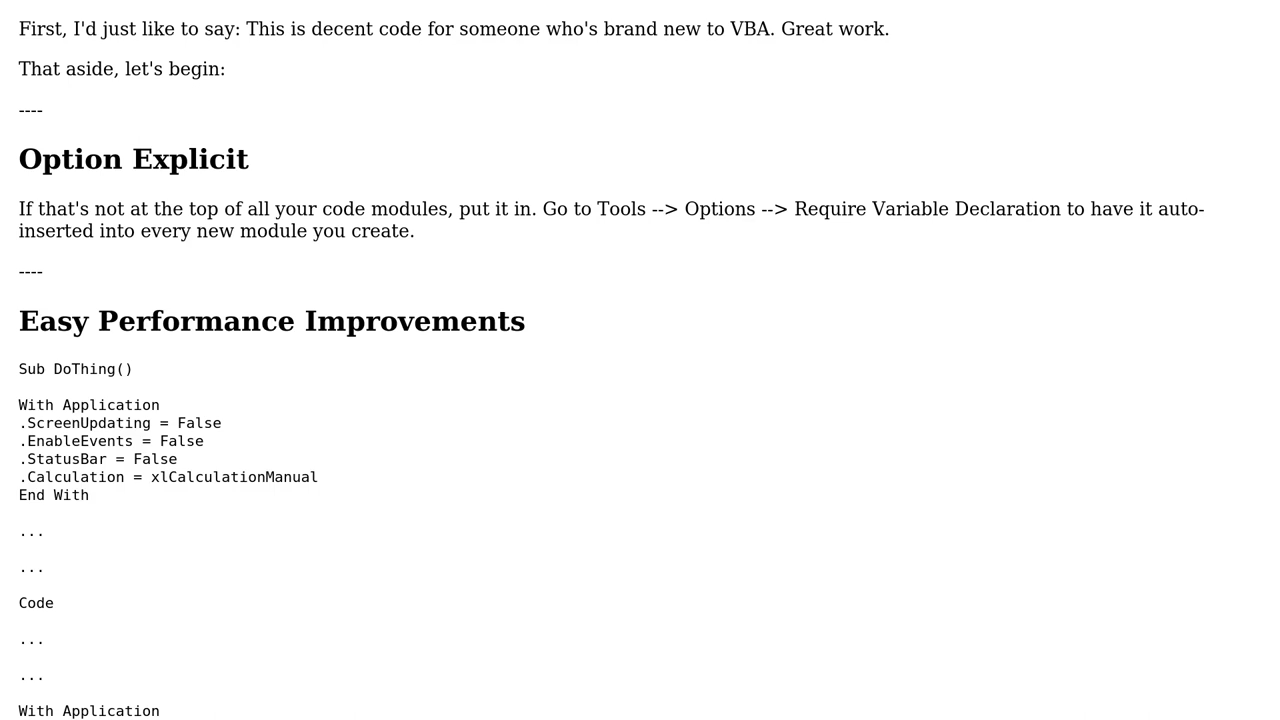 First, I'd just like to say: This is decent code for someone who's brand new to VBA. Great work.
That aside, let's begin:
----
Option Explicit
If that's not at the top of all your code modules, put it in. Go to Tools --> Options --> Require Variable Declaration to have it auto-
inserted into every new module you create.
----
Easy Performance Improvements
Sub DoThing()
With Application
.ScreenUpdating = False
.EnableEvents = False
.StatusBar = False
.Calculation = xlCalculationManual
End With
...
...
Code
...
...
With Application